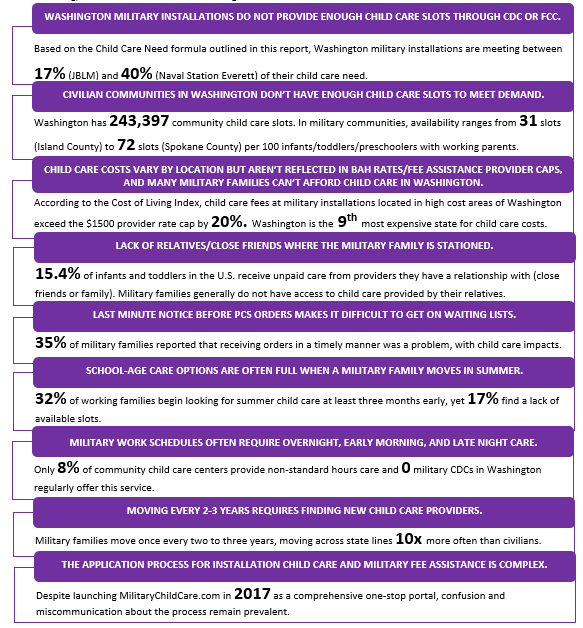 WASHINGTON MILITARY INSTALLATIONS DO NOT PROVIDE ENOUGH CHILD CARE SLOTS THROUGH CDC OR FCC.
Based on the Child Care Need formula outlined in this report, Washington military installations are meeting between
17% (JBLM) and 40% (Naval Station Everett) of their child care need.
CIVILIAN COMMUNITIES IN WASHINGTON DON'T HAVE ENOUGH CHILD CARE SLOTS TO MEET DEMAND.
Washington has 243,397 community child care slots. In military communities, availability ranges from 31 slots
(Island County) to 72 slots (Spokane County) per 100 infants/toddlers/preschoolers with working parents.
CHILD CARE COSTS VARY BY LOCATION BUT AREN'T REFLECTED IN BAH RATES/FEE ASSISTANCE PROVIDER CAPS,
AND MANY MILITARY FAMILIES CAN'T AFFORD CHILD CARE IN WASHINGTON.
According to the Cost of Living Index, child care fees at military installations located in high cost areas of Washington
exceed the $1500 provider rate cap by 20%. Washington is the 9th most expensive state for child care costs.
LACK OF RELATIVES/CLOSE FRIENDS WHERE THE MILITARY FAMILY IS STATIONED.
15.4% of infants and toddlers in the U.S. receive unpaid care from providers they have a relationship with (close
friends or family). Military families generally do not have access to child care provided by their relatives.
LAST MINUTE NOTICE BEFORE PCS ORDERS MAKES IT DIFFICULT TO GET ON WAITING LISTS.
35% of military families reported that receiving orders in a timely manner was a problem, with child care impacts.
SCHOOL-AGE CARE OPTIONS ARE OFTEN FULL WHEN A MILITARY FAMILY MOVES IN SUMMER.
32% of working families begin looking for summer child care at least three months early, yet 17% find a lack of
available slots.
MILITARY WORK SCHEDULES OFTEN REQUIRE OVERNIGHT, EARLY MORNING, AND LATE NIGHT CARE.
Only 8% of community child care centers provide non-standard hours care and 0 military CDCs in Washington
regularly offer this service.
MOVING EVERY 2-3 YEARS REQUIRES FINDING NEW CHILD CARE PROVIDERS.
Military families move once every two to three years, moving across state lines 10x more often than civilians.
THE APPLICATION PROCESS FOR INSTALLATION CHILD CARE AND MILITARY FEE ASSISTANCE IS COMPLEX.
Despite launching MilitaryChildCare.com in 2017 as a comprehensive one-stop portal, confusion and
miscommunication about the process remain prevalent.